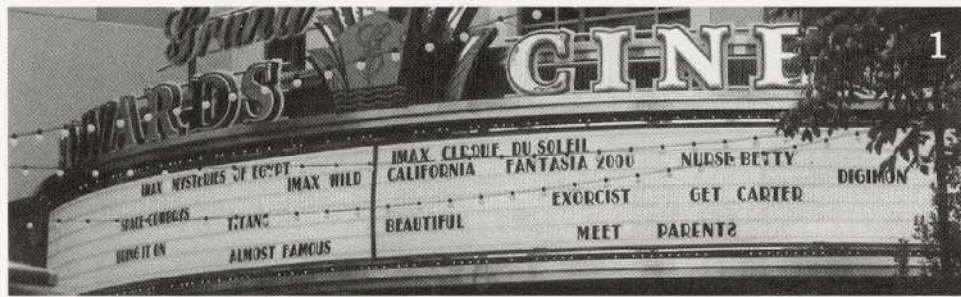 Grand
AWARDS
CINE
1
IMAX MYSTERIES OF EGYPT IMAX WILD
SPACE-COWBOYS TITANS
BRING IT ON ALMOST FAMOUS
IMAX CIRQUE DU SOLEIL
CALIFORNIA FANTASIA 2000 NURSE-BETTY
DIGIMON
EXORCIST GET CARTER
BEAUTIFUL
MEET PARENTS